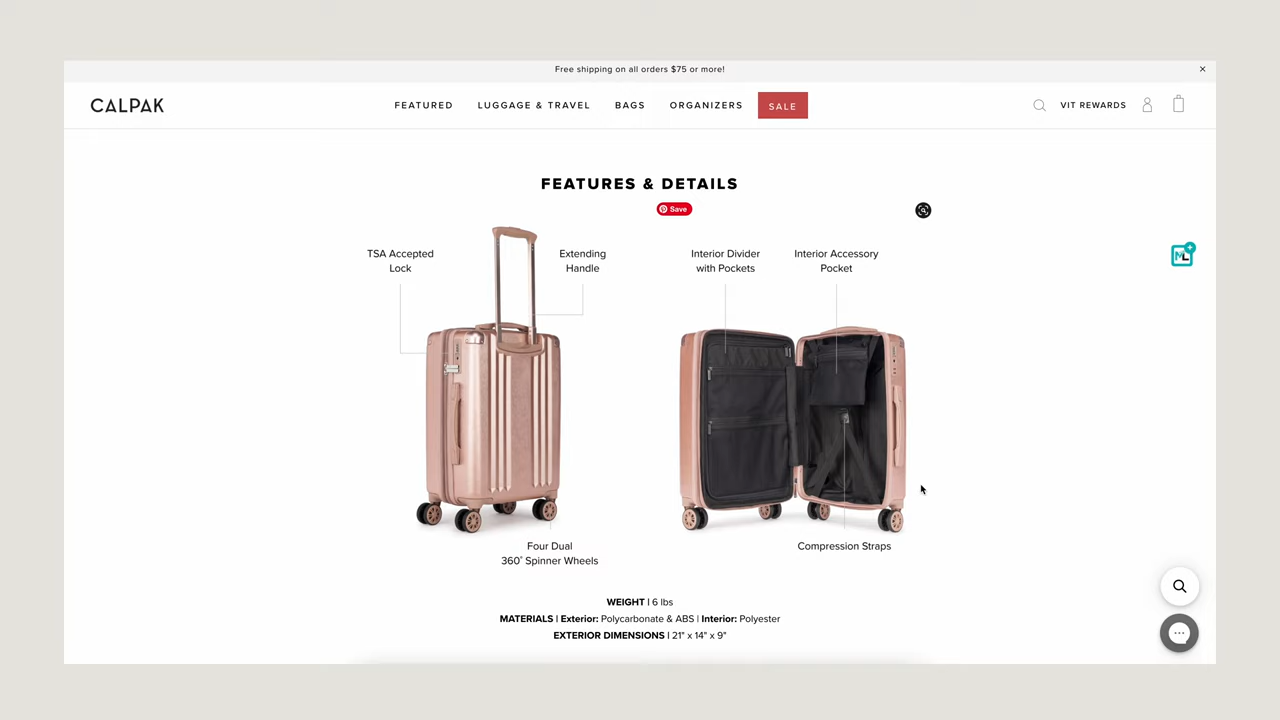 Free shipping on all orders $75 or more!
CALPAK
FEATURED
LUGGAGE & TRAVEL
BAGS
ORGANIZERS
SALE
VIT REWARDS
FEATURES & DETAILS
Save
TSA Accepted
Lock
Extending
Handle
Interior Divider
with Pockets
Interior Accessory
Pocket
Four Dual
360° Spinner Wheels
Compression Straps
WEIGHT | 6 lbs
MATERIALS | Exterior: Polycarbonate & ABS | Interior: Polyester
EXTERIOR DIMENSIONS | 21" x 14" x 9"